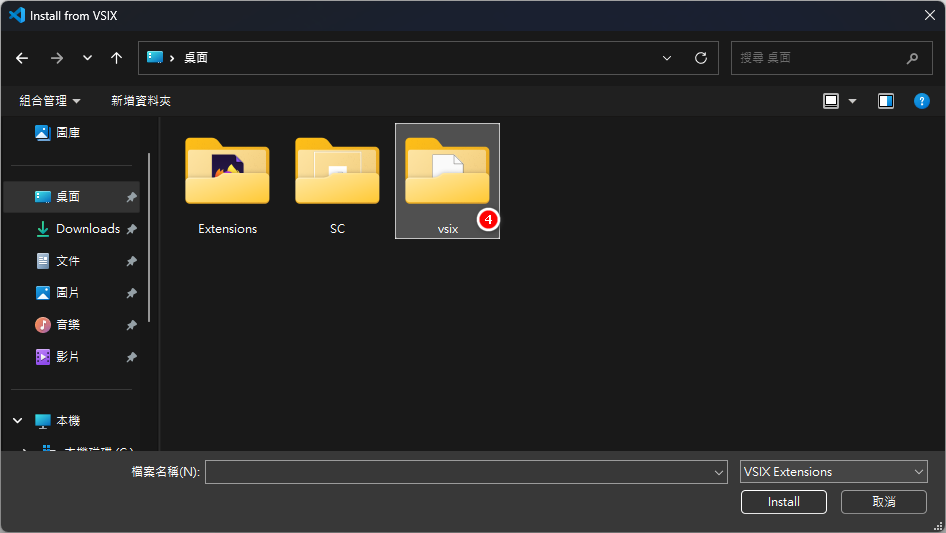 Install from VSIX
桌面
搜尋 桌面
組合管理
新增資料夾
圖庫
桌面
Downloads
文件
圖片
音樂
影片
本機
Extensions
SC
vsix
4
檔案名稱(N):
VSIX Extensions
Install
取消